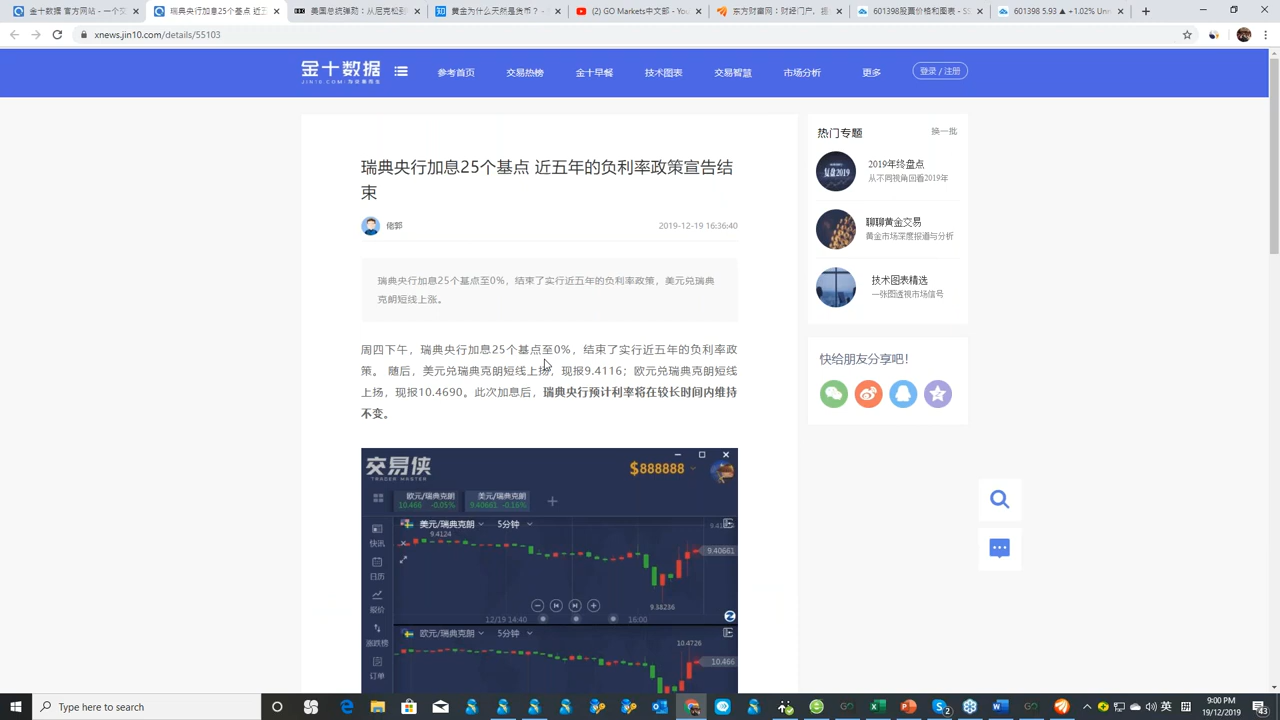 金十数据 官方网站 - 一个交
瑞典央行加息25个基点 近五
美国总统弹劾：从尼克松到
黄金为什么天然是货币？ -
(2) GO Markets中文部 - You
东方财富网：财经门户，提
601398股票价格和图表 - SS
601398 5.93 ▲ +1.02% Unn
xnews.jin10.com/details/55103
金十数据
参考首页 交易热榜 金十早餐 技术图表 交易智慧 市场分析 更多 登录 / 注册
瑞典央行加息25个基点 近五年的负利率政策宣告结
束
2019-12-19 16:36:40
瑞典央行加息25个基点至0%，结束了实行近五年的负利率政策，美元兑瑞典
克朗短线上涨。
周四下午，瑞典央行加息25个基点至0%，结束了实行近五年的负利率政
策。 随后，美元兑瑞典克朗短线上扬，现报9.4116；欧元兑瑞典克朗短线
上扬，现报10.4690。此次加息后，瑞典央行预计利率将在较长时间内维持
不变。
热门专题 换一批
2019年终盘点
从不同视角回看2019年
聊聊黄金交易
黄金市场深度报道与分析
技术图表精选
一张图透视市场信号
快给朋友分享吧！
交易侠
TRADER MASTER
$888888
欧元/瑞典克朗 美元/瑞典克朗
10.466 -0.05% 9.40661 -0.16%
美元/瑞典克朗 5分钟
9.4124
9.40661
9.38236
12/19 14:40 16:00
快讯
日历
报价
涨跌榜
订单
欧元/瑞典克朗 5分钟
10.4726
10.466
Type here to search
英
9:00 PM
19/12/2019